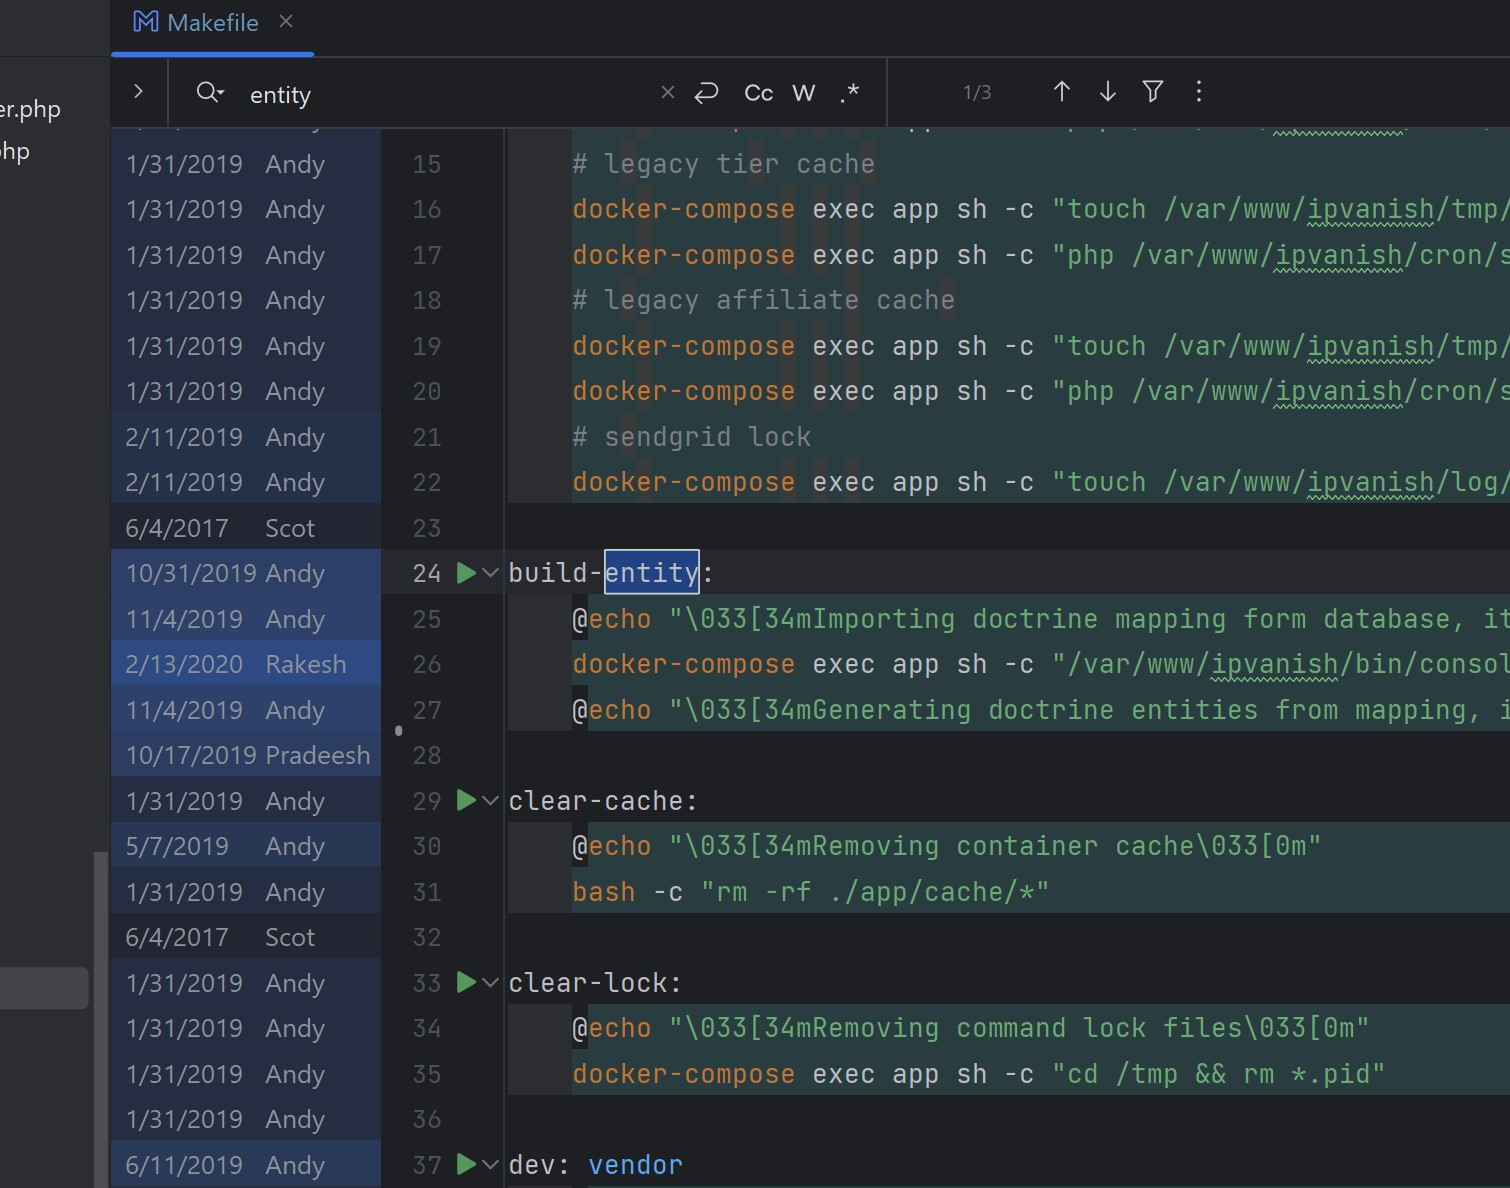 Makefile
er.php
hp
entity
Cc W .*
1/3
1/31/2019 Andy 15 # legacy tier cache
1/31/2019 Andy 16 docker-compose exec app sh -c "touch /var/www/ipvanish/tmp/
1/31/2019 Andy 17 docker-compose exec app sh -c "php /var/www/ipvanish/cron/s
1/31/2019 Andy 18 # legacy affiliate cache
1/31/2019 Andy 19 docker-compose exec app sh -c "touch /var/www/ipvanish/tmp/
1/31/2019 Andy 20 docker-compose exec app sh -c "php /var/www/ipvanish/cron/s
2/11/2019 Andy 21 # sendgrid lock
2/11/2019 Andy 22 docker-compose exec app sh -c "touch /var/www/ipvanish/log/
6/4/2017 Scot 23
10/31/2019 Andy 24 build-entity:
11/4/2019 Andy 25 @echo "\033[34mImporting doctrine mapping form database, it
2/13/2020 Rakesh 26 docker-compose exec app sh -c "/var/www/ipvanish/bin/consol
11/4/2019 Andy 27 @echo "\033[34mGenerating doctrine entities from mapping, i
10/17/2019 Pradeesh 28
1/31/2019 Andy 29 clear-cache:
5/7/2019 Andy 30 @echo "\033[34mRemoving container cache\033[0m"
1/31/2019 Andy 31 bash -c "rm -rf ./app/cache/*"
6/4/2017 Scot 32
1/31/2019 Andy 33 clear-lock:
1/31/2019 Andy 34 @echo "\033[34mRemoving command lock files\033[0m"
1/31/2019 Andy 35 docker-compose exec app sh -c "cd /tmp && rm *.pid"
1/31/2019 Andy 36
6/11/2019 Andy 37 dev: vendor